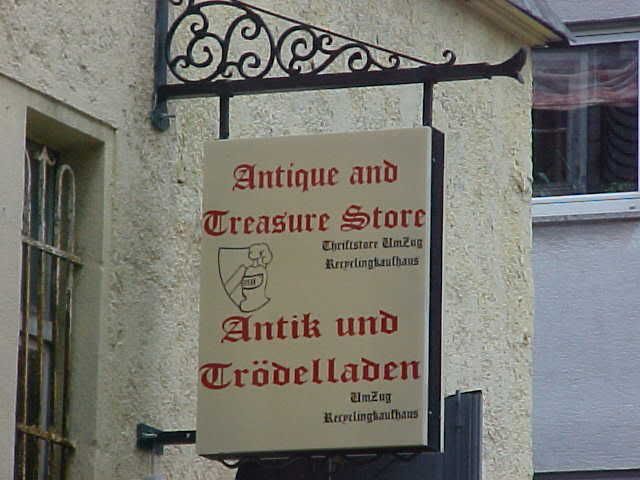 Antique and
Treasure Store
Thriftstore UmZug
Recyclingkaufhaus
Antik und
Trödelladen
UmZug
Recyclingkaufhaus